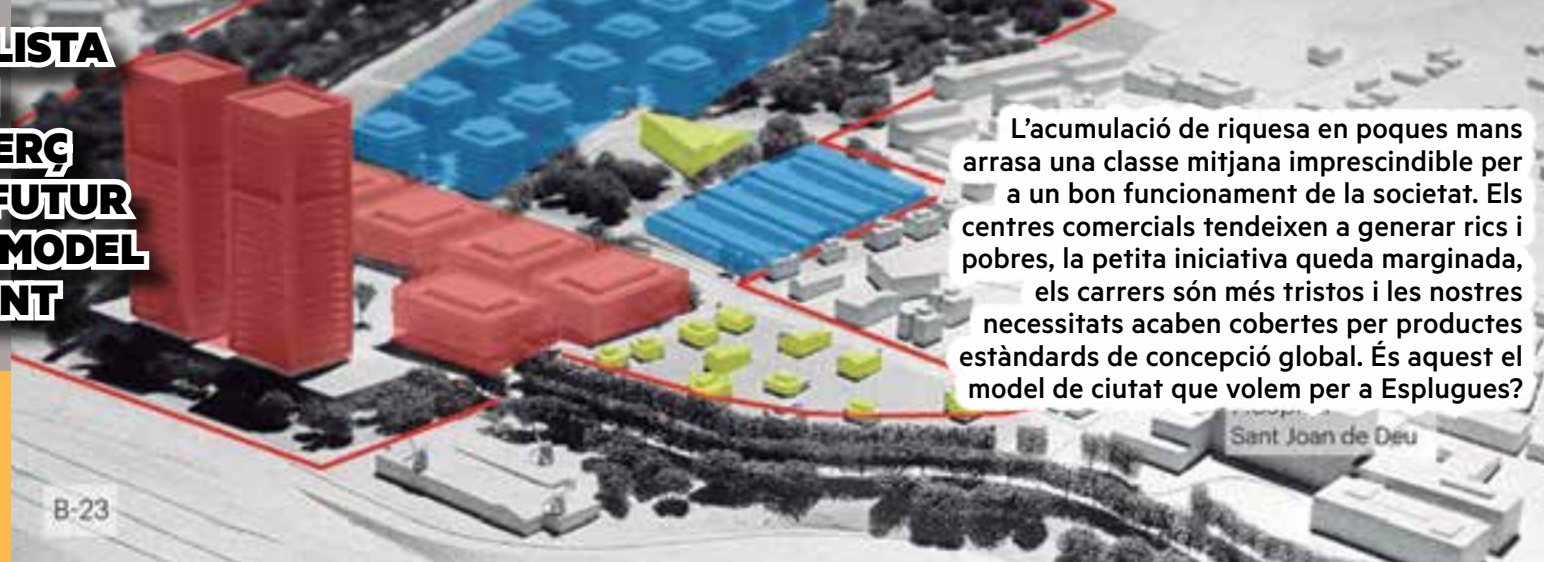 LISTA
ERÇ
FUTUR
MODEL
NT
L’acumulació de riquesa en poques mans
arrasa una classe mitjana imprescindible per
a un bon funcionament de la societat. Els
centres comercials tendeixen a generar rics i
pobres, la petita iniciativa queda marginada,
els carrers són més tristos i les nostres
necessitats acaben cobertes per productes
estàndards de concepció global. És aquest el
model de ciutat que volem per a Esplugues?
Sant Joan de Déu
B-23